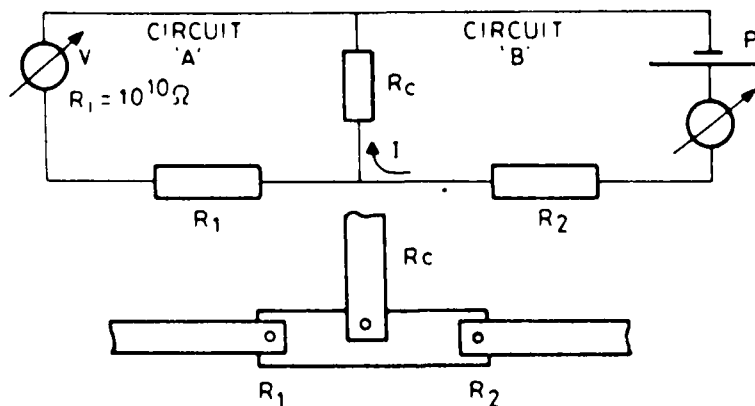 CIRCUIT 'A'
CIRCUIT 'B'
V
P
R₁ = 10¹⁰Ω
Rc
I
R₁
R₂
Rc
R₁
R₂